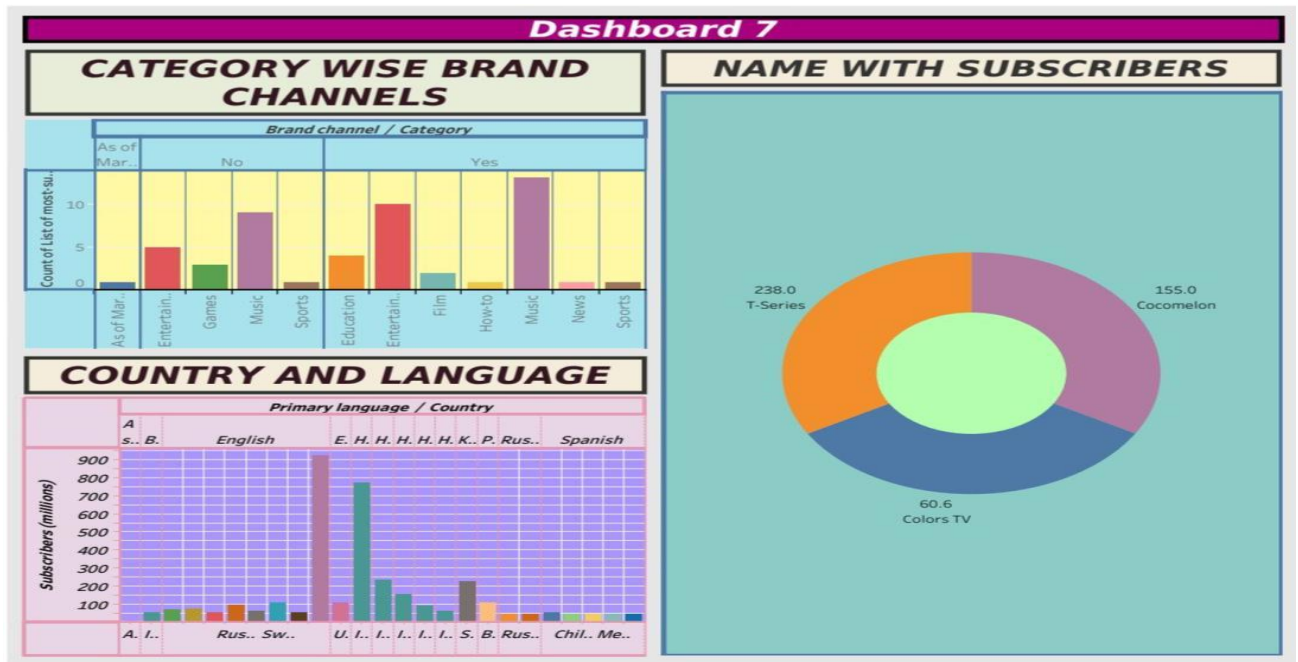 Dashboard 7
CATEGORY WISE BRAND
CHANNELS
Brand channel / Category
As of
Mar..
No
Yes
Count of List of most-su..
10
5
0
As of Mar..
Entertain..
Games
Music
Sports
Education
Entertain..
Film
How-to
Music
News
Sports
COUNTRY AND LANGUAGE
Primary language / Country
A
s.. B. English E. H. H. H. H. H. K.. P. Rus.. Spanish
Subscribers (millions)
900
800
700
600
500
400
300
200
100
A. I.. Rus.. Sw.. U. I.. I.. I.. I.. I.. S. B. Rus.. Chil.. Me..
NAME WITH SUBSCRIBERS
238.0
T-Series
155.0
Cocomelon
60.6
Colors TV